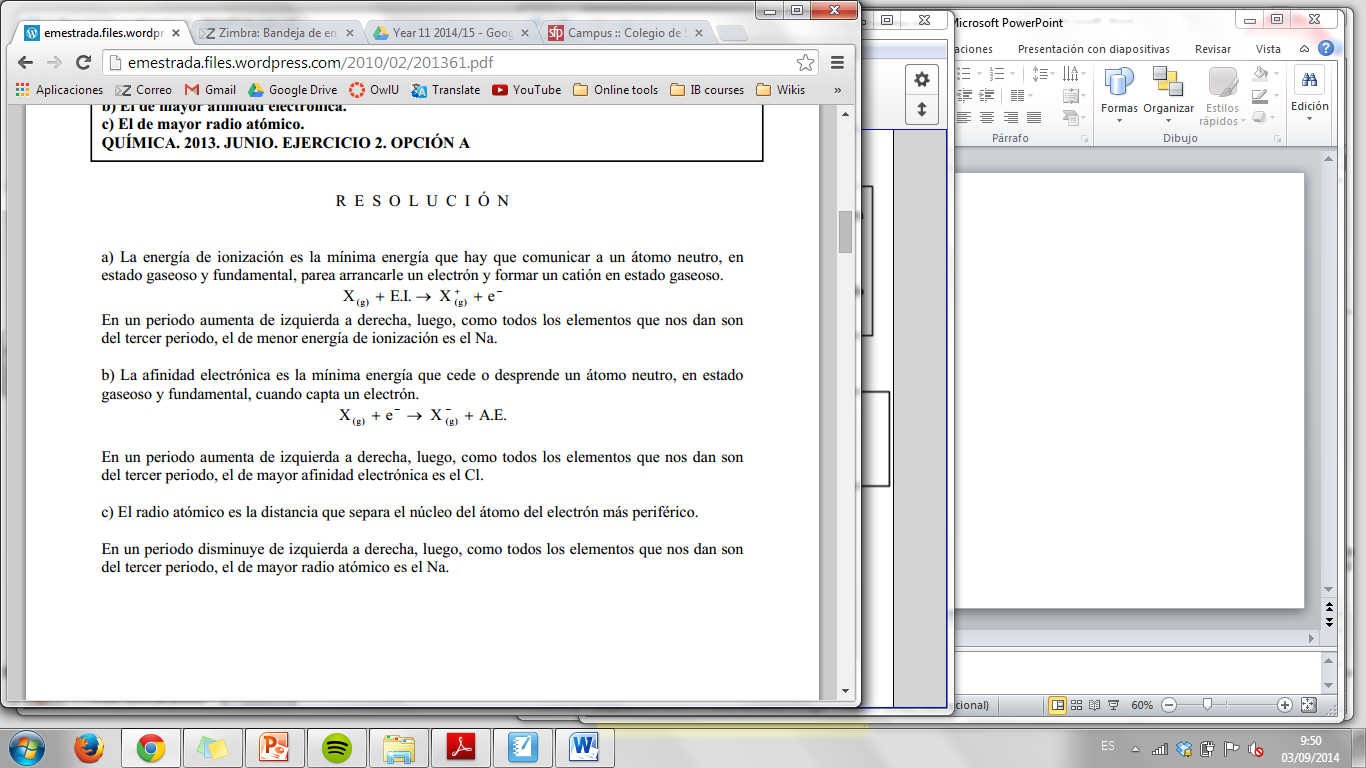 emestrada.files.wordpr
Zimbra: Bandeja de en
Year 11 2014/15 - Goog
Campus :: Colegio de
emestrada.files.wordpress.com/2010/02/201361.pdf
Aplicaciones Correo Gmail Google Drive OwlU Translate YouTube Online tools IB courses Wikis »
b) El de mayor afinidad electrónica.
c) El de mayor radio atómico.
QUÍMICA. 2013. JUNIO. EJERCICIO 2. OPCIÓN A
R E S O L U C I Ó N
a) La energía de ionización es la mínima energía que hay que comunicar a un átomo neutro, en
estado gaseoso y fundamental, parea arrancarle un electrón y formar un catión en estado gaseoso.
X (g) + E.I. → X + (g) + e −
En un periodo aumenta de izquierda a derecha, luego, como todos los elementos que nos dan son
del tercer periodo, el de menor energía de ionización es el Na.
b) La afinidad electrónica es la mínima energía que cede o desprende un átomo neutro, en estado
gaseoso y fundamental, cuando capta un electrón.
X (g) + e − → X − (g) + A.E.
En un periodo aumenta de izquierda a derecha, luego, como todos los elementos que nos dan son
del tercer periodo, el de mayor afinidad electrónica es el Cl.
c) El radio atómico es la distancia que separa el núcleo del átomo del electrón más periférico.
En un periodo disminuye de izquierda a derecha, luego, como todos los elementos que nos dan son
del tercer periodo, el de mayor radio atómico es el Na.
Microsoft PowerPoint
aciones Presentación con diapositivas Revisar Vista
Formas Organizar Estilos rápidos Edición
Párrafo Dibujo
cional) 60%
ES 9:50
03/09/2014